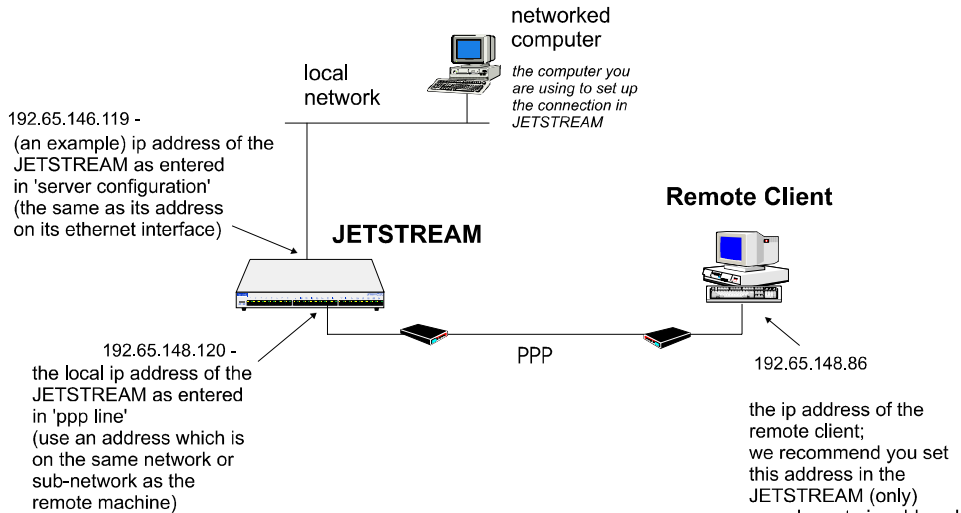 networked
computer
the computer you
are using to set up
the connection in
JETSTREAM
local
network
192.65.146.119 -
(an example) ip address of the
JETSTREAM as entered
in 'server configuration'
(the same as its address
on its ethernet interface)
JETSTREAM
Remote Client
192.65.148.120 -
the local ip address of the
JETSTREAM as entered
in 'ppp line'
(use an address which is
on the same network or
sub-network as the
remote machine)
PPP
192.65.148.86
the ip address of the
remote client;
we recommend you set
this address in the
JETSTREAM (only)